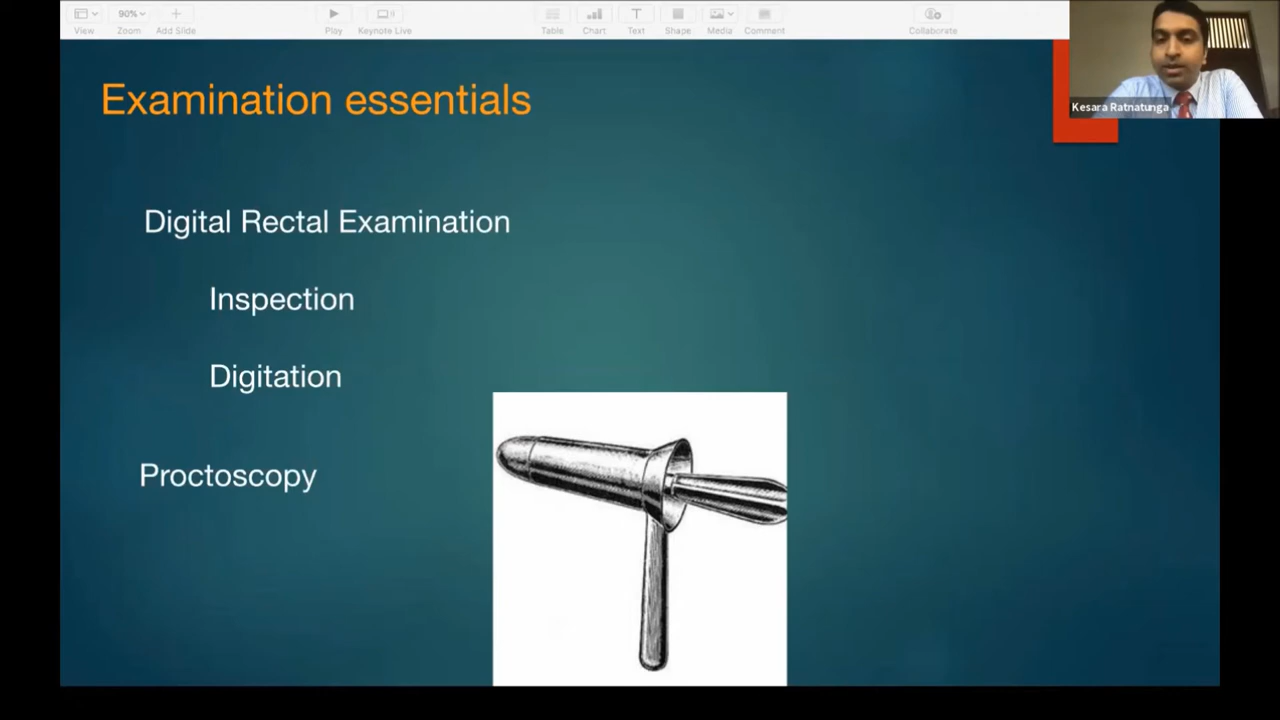 90%
View
Zoom
Add Slide
Play
Keynote Live
Table
Chart
Text
Shape
Media
Comment
Collaborate
Kesara Ratnatunga
Examination essentials
Digital Rectal Examination
Inspection
Digitation
Proctoscopy